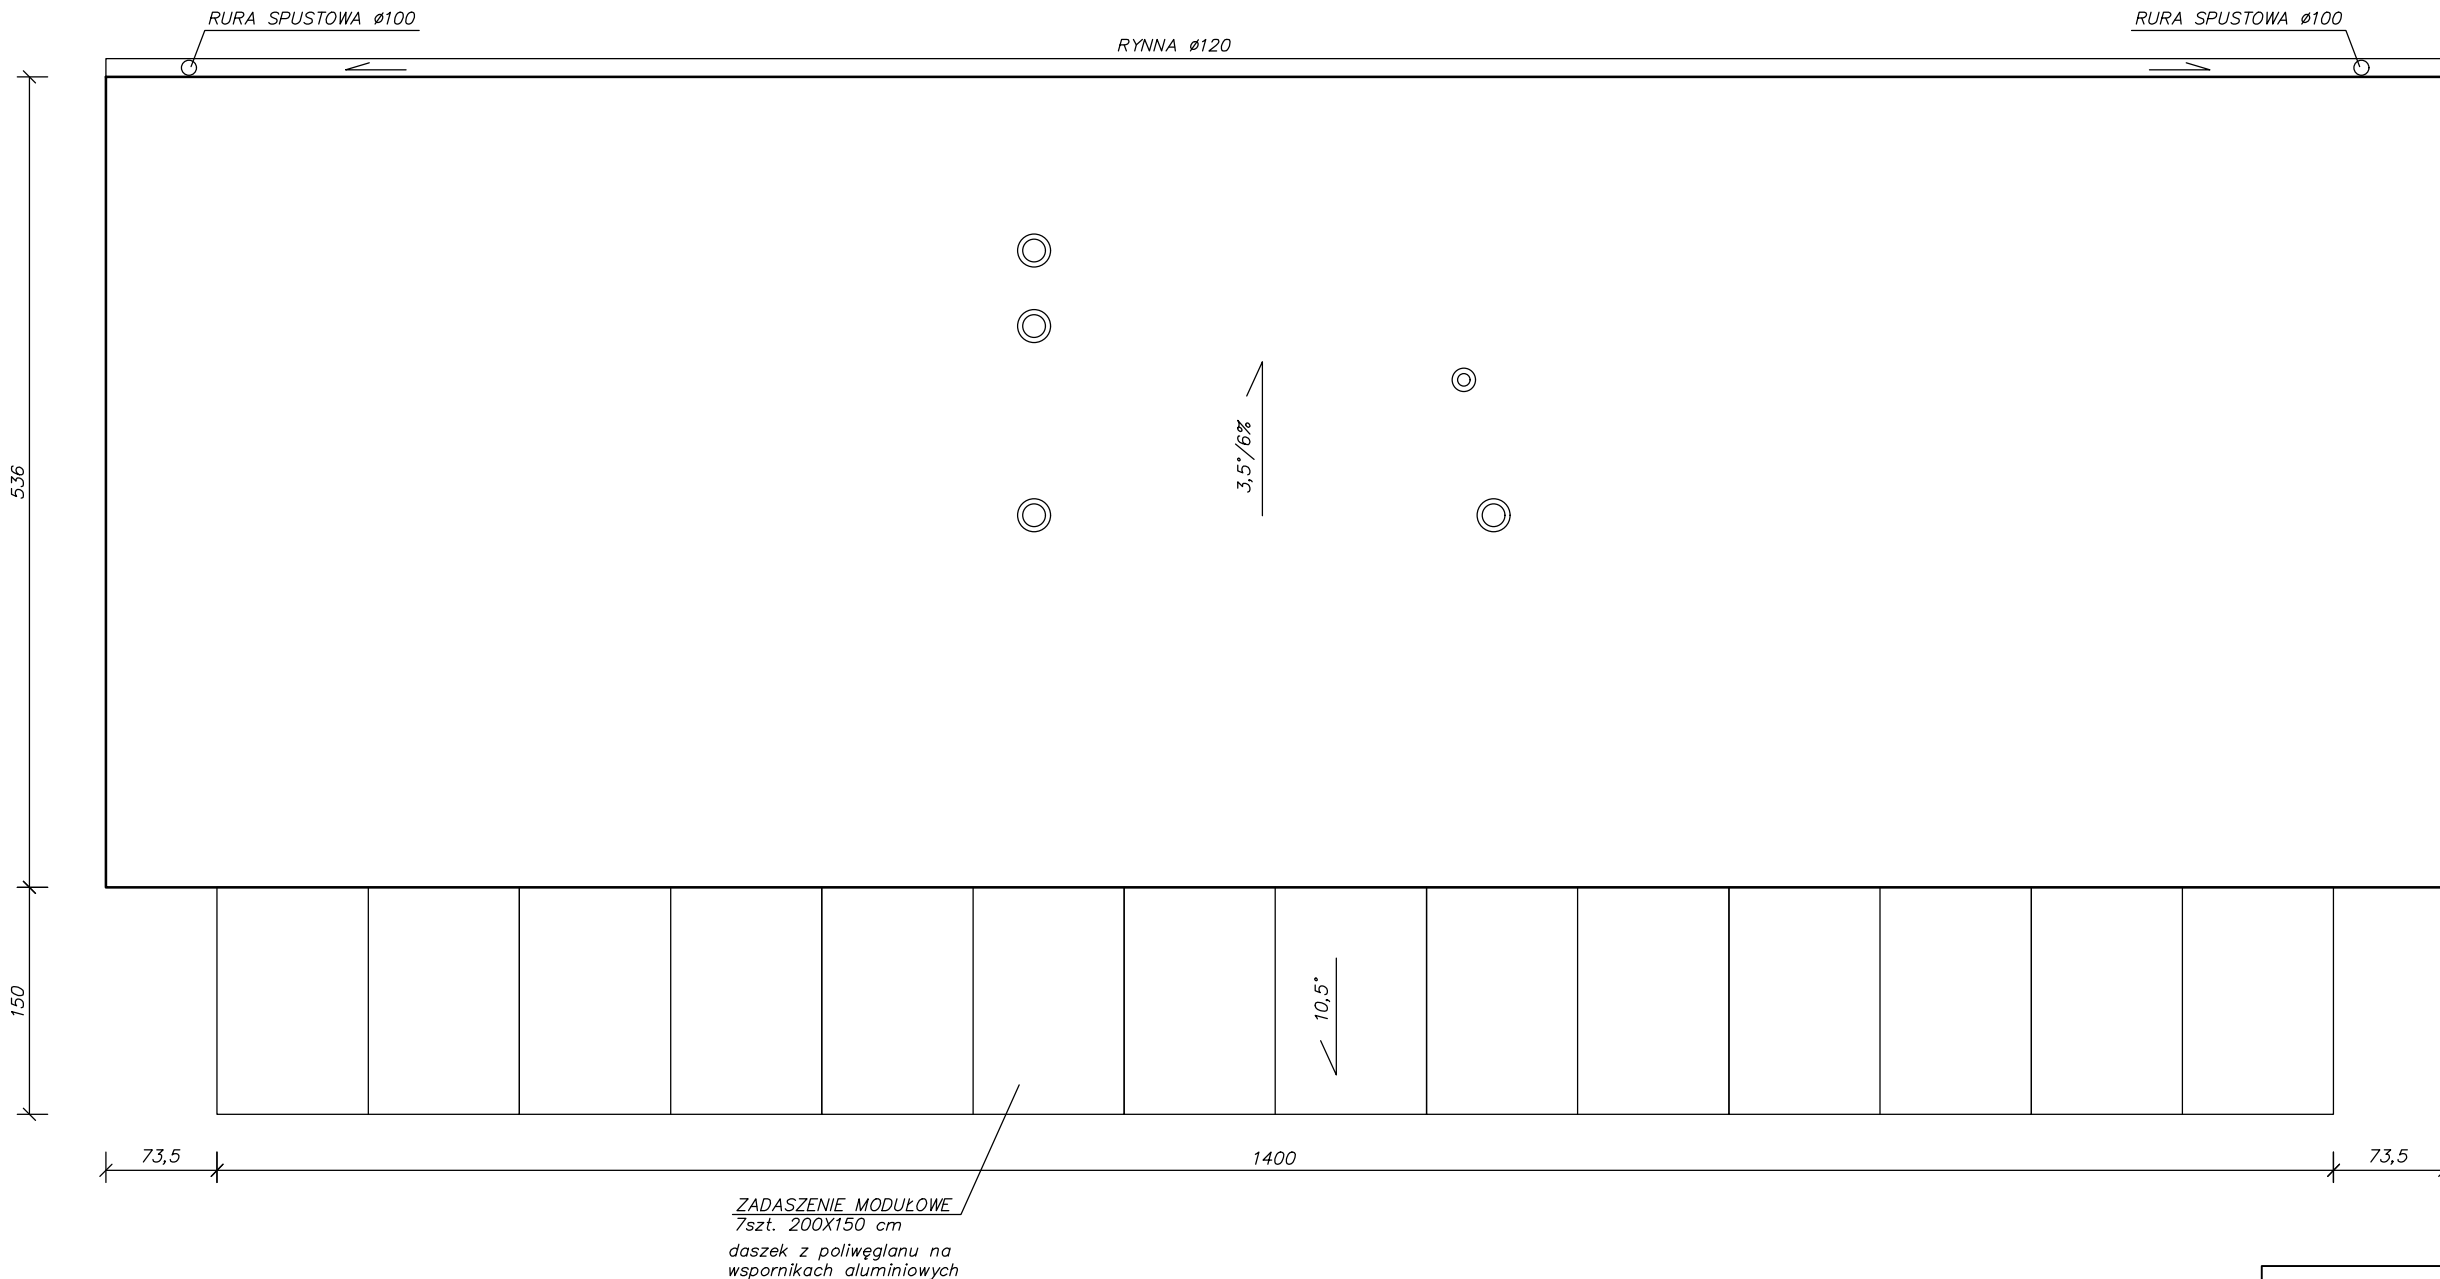 RURA SPUSTOWA ø100
RURA SPUSTOWA ø100
RYNNA ø120
536
3,5°/6%
150
10,5°
73,5
1400
73,5
ZADASZENIE MODUŁOWE
7szt. 200X150 cm
daszek z poliwęglanu na
wspornikach aluminiowych